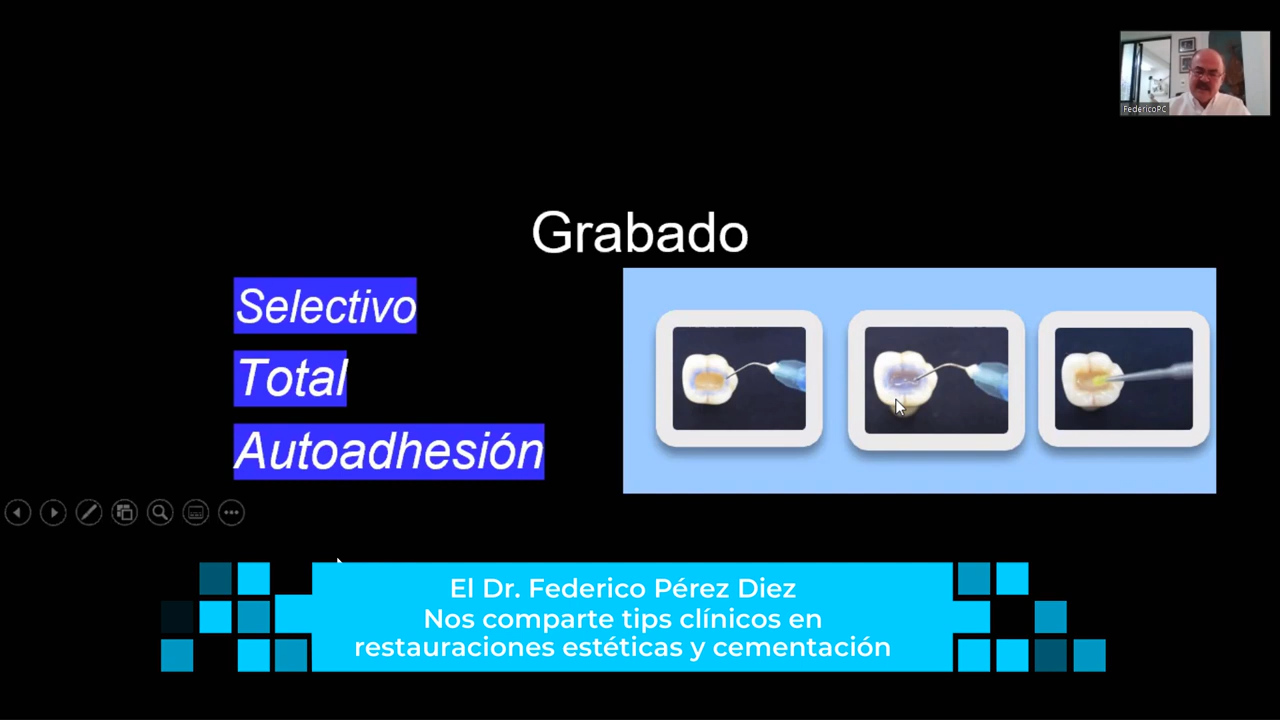 FedericoPC
Grabado
Selectivo
Total
Autoadhesión
El Dr. Federico Pérez Diez
Nos comparte tips clínicos en
restauraciones estéticas y cementación